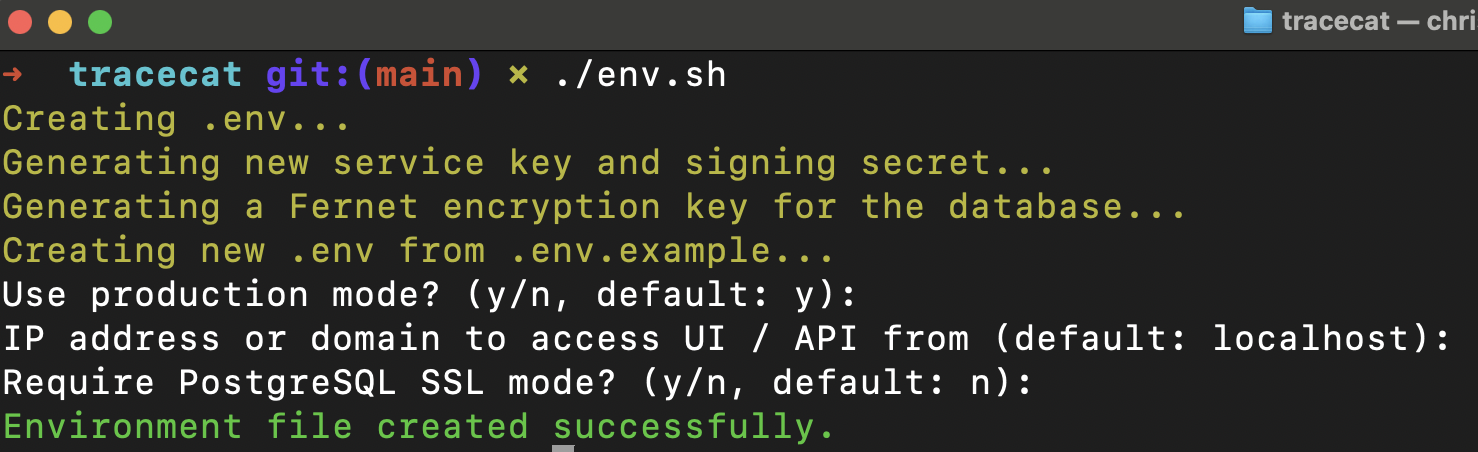 tracecat — chri
➜ tracecat git:(main) × ./env.sh
Creating .env...
Generating new service key and signing secret...
Generating a Fernet encryption key for the database...
Creating new .env from .env.example...
Use production mode? (y/n, default: y):
IP address or domain to access UI / API from (default: localhost):
Require PostgreSQL SSL mode? (y/n, default: n):
Environment file created successfully.